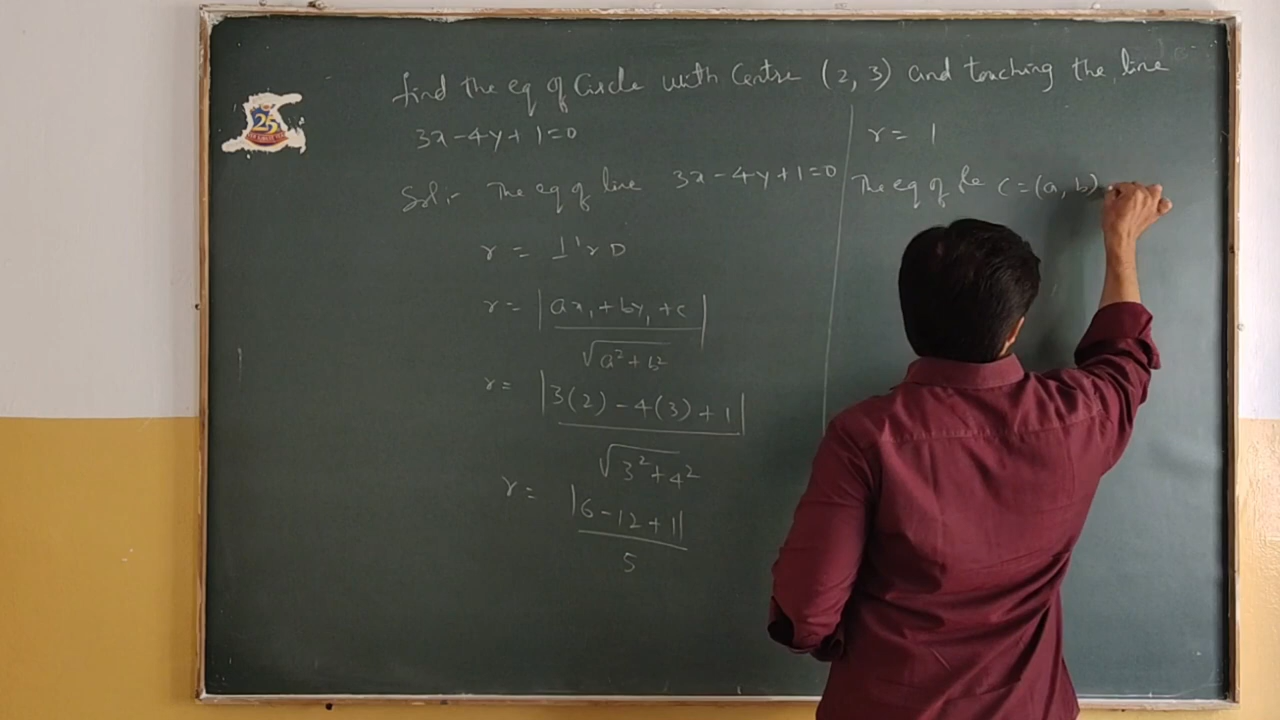 find the eq of Circle with Centre (2, 3) and touching the line
3x-4y+1=0
Sol:- The eq of line 3x-4y+1=0
r = ⊥'r D
r = |ax₁+by₁+c|
√a²+b²
r = |3(2)-4(3)+1|
√3²+4²
r = |6-12+1|
5
r = 1
The eq of C=(a, b)
25